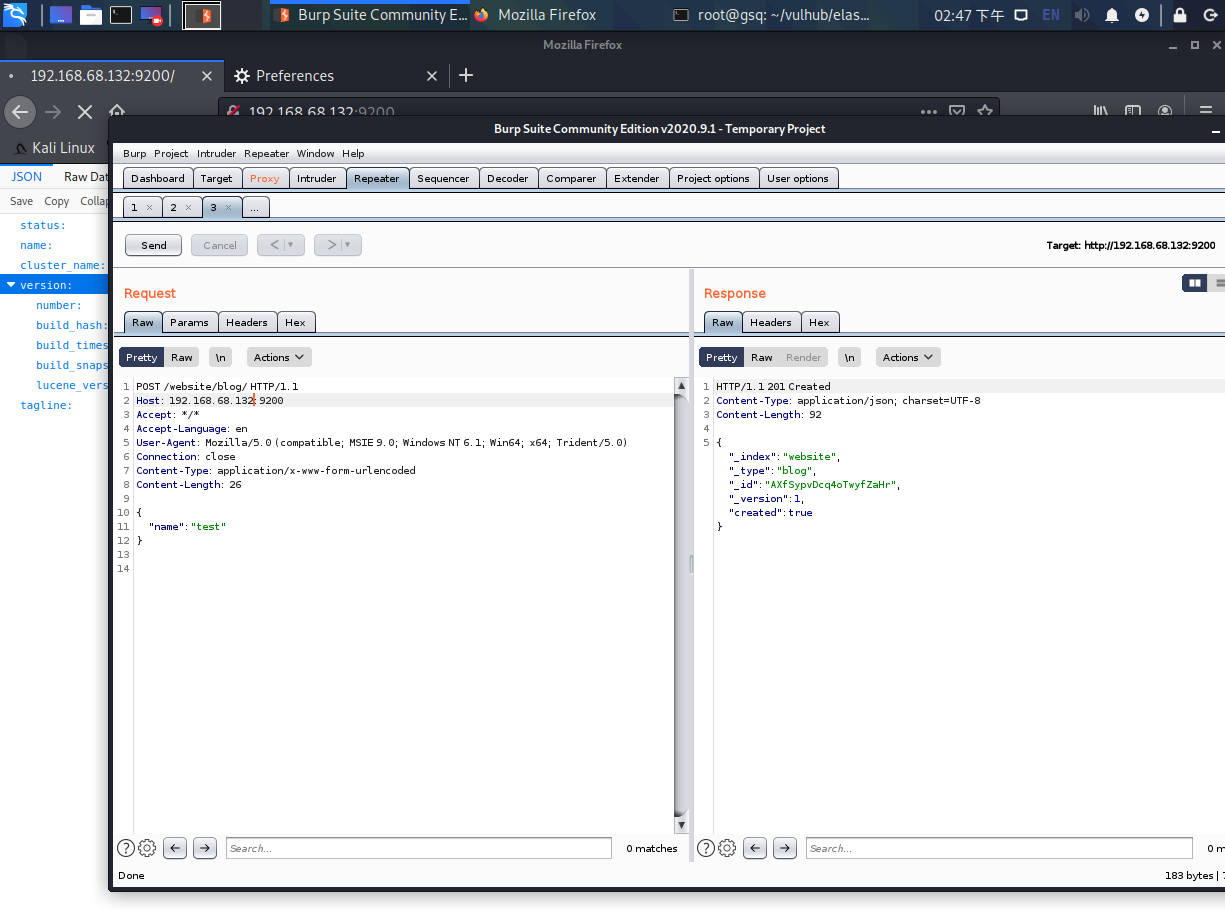 Burp Suite Community E...
Mozilla Firefox
root@gsq: ~/vulhub/elas...
02:47 下午
EN
Mozilla Firefox
192.168.68.132:9200/
Preferences
192.168.68.132:9200
Burp Suite Community Edition v2020.9.1 - Temporary Project
Kali Linux
Burp Project Intruder Repeater Window Help
JSON Raw Dat
Dashboard Target Proxy Intruder Repeater Sequencer Decoder Comparer Extender Project options User options
Save Copy Collap
1 × 2 × 3 × ...
status:
name:
cluster_name:
version:
number:
build_hash:
build_times
build_snaps
lucene_vers
tagline:
Send Cancel < > Target: http://192.168.68.132:9200
Request
Raw Params Headers Hex
Pretty Raw \n Actions
1 POST /website/blog/ HTTP/1.1
2 Host: 192.168.68.132:9200
3 Accept: */*
4 Accept-Language: en
5 User-Agent: Mozilla/5.0 (compatible; MSIE 9.0; Windows NT 6.1; Win64; x64; Trident/5.0)
6 Connection: close
7 Content-Type: application/x-www-form-urlencoded
8 Content-Length: 26
9
10 {
11 "name":"test"
12 }
13
14
Search...
0 matches
Done
Response
Raw Headers Hex
Pretty Raw Render \n Actions
1 HTTP/1.1 201 Created
2 Content-Type: application/json; charset=UTF-8
3 Content-Length: 92
4
5 {
"_index":"website",
"_type":"blog",
"_id":"AXfSypvDcq4oTwyfZaHr",
"_version":1,
"created":true
}
Search...
0 m
183 bytes | 7